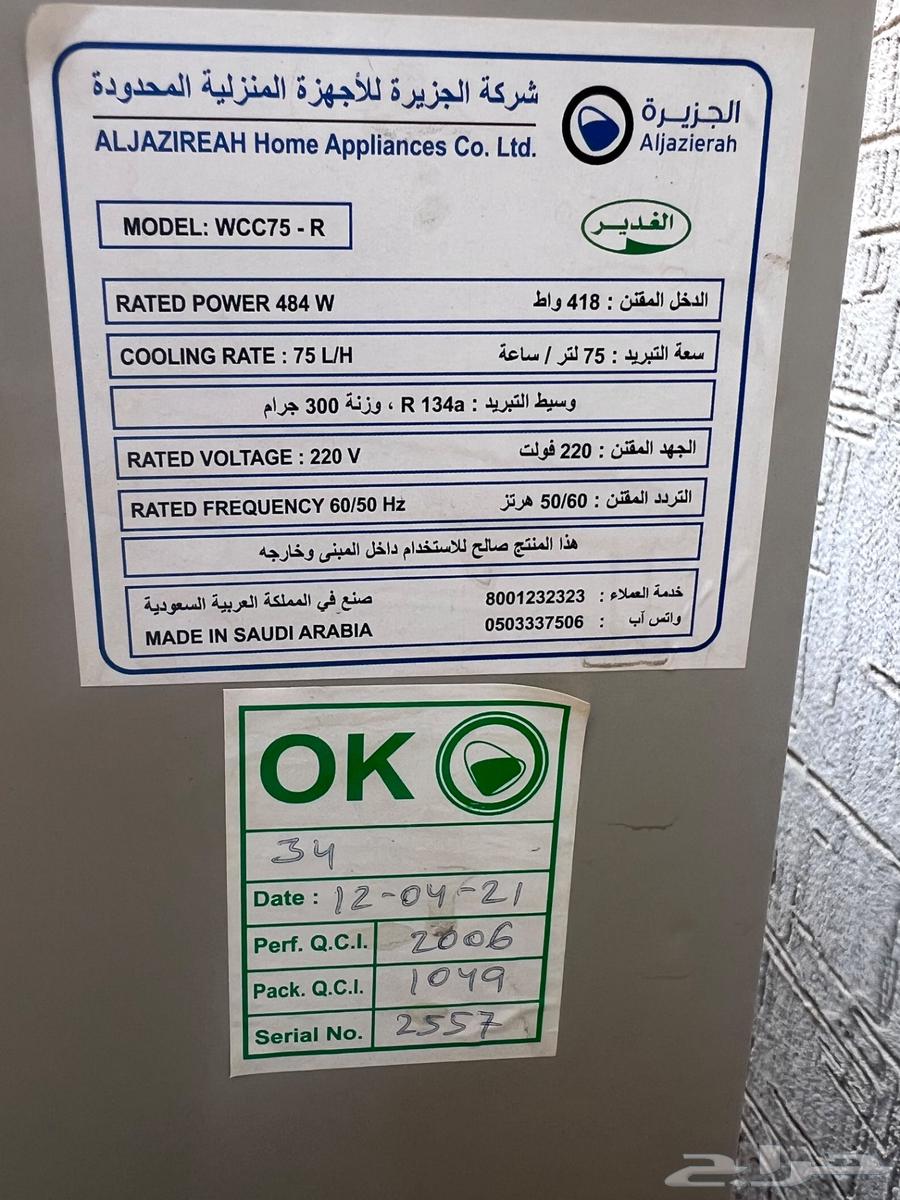 شركة الجزيرة للأجهزة المنزلية المحدودة
ALJAZIREAH Home Appliances Co. Ltd.
الجزيرة
Aljazierah
MODEL: WCC75 - R
الغدير
RATED POWER 484 W
الدخل المقنن : 418 واط
COOLING RATE : 75 L/H
سعة التبريد : 75 لتر / ساعة
وسيط التبريد : R 134a ، وزنة 300 جرام
RATED VOLTAGE : 220 V
الجهد المقنن : 220 فولت
RATED FREQUENCY 60/50 Hz
التردد المقنن : 50/60 هرتز
هذا المنتج صالح للاستخدام داخل المبنى وخارجه
صنع في المملكة العربية السعودية
MADE IN SAUDI ARABIA
خدمة العملاء : 8001232323
واتس آب : 0503337506
OK
34
Date : 12-04-21
Perf. Q.C.I. 2006
Pack. Q.C.I. 1049
Serial No. 2557
حراج